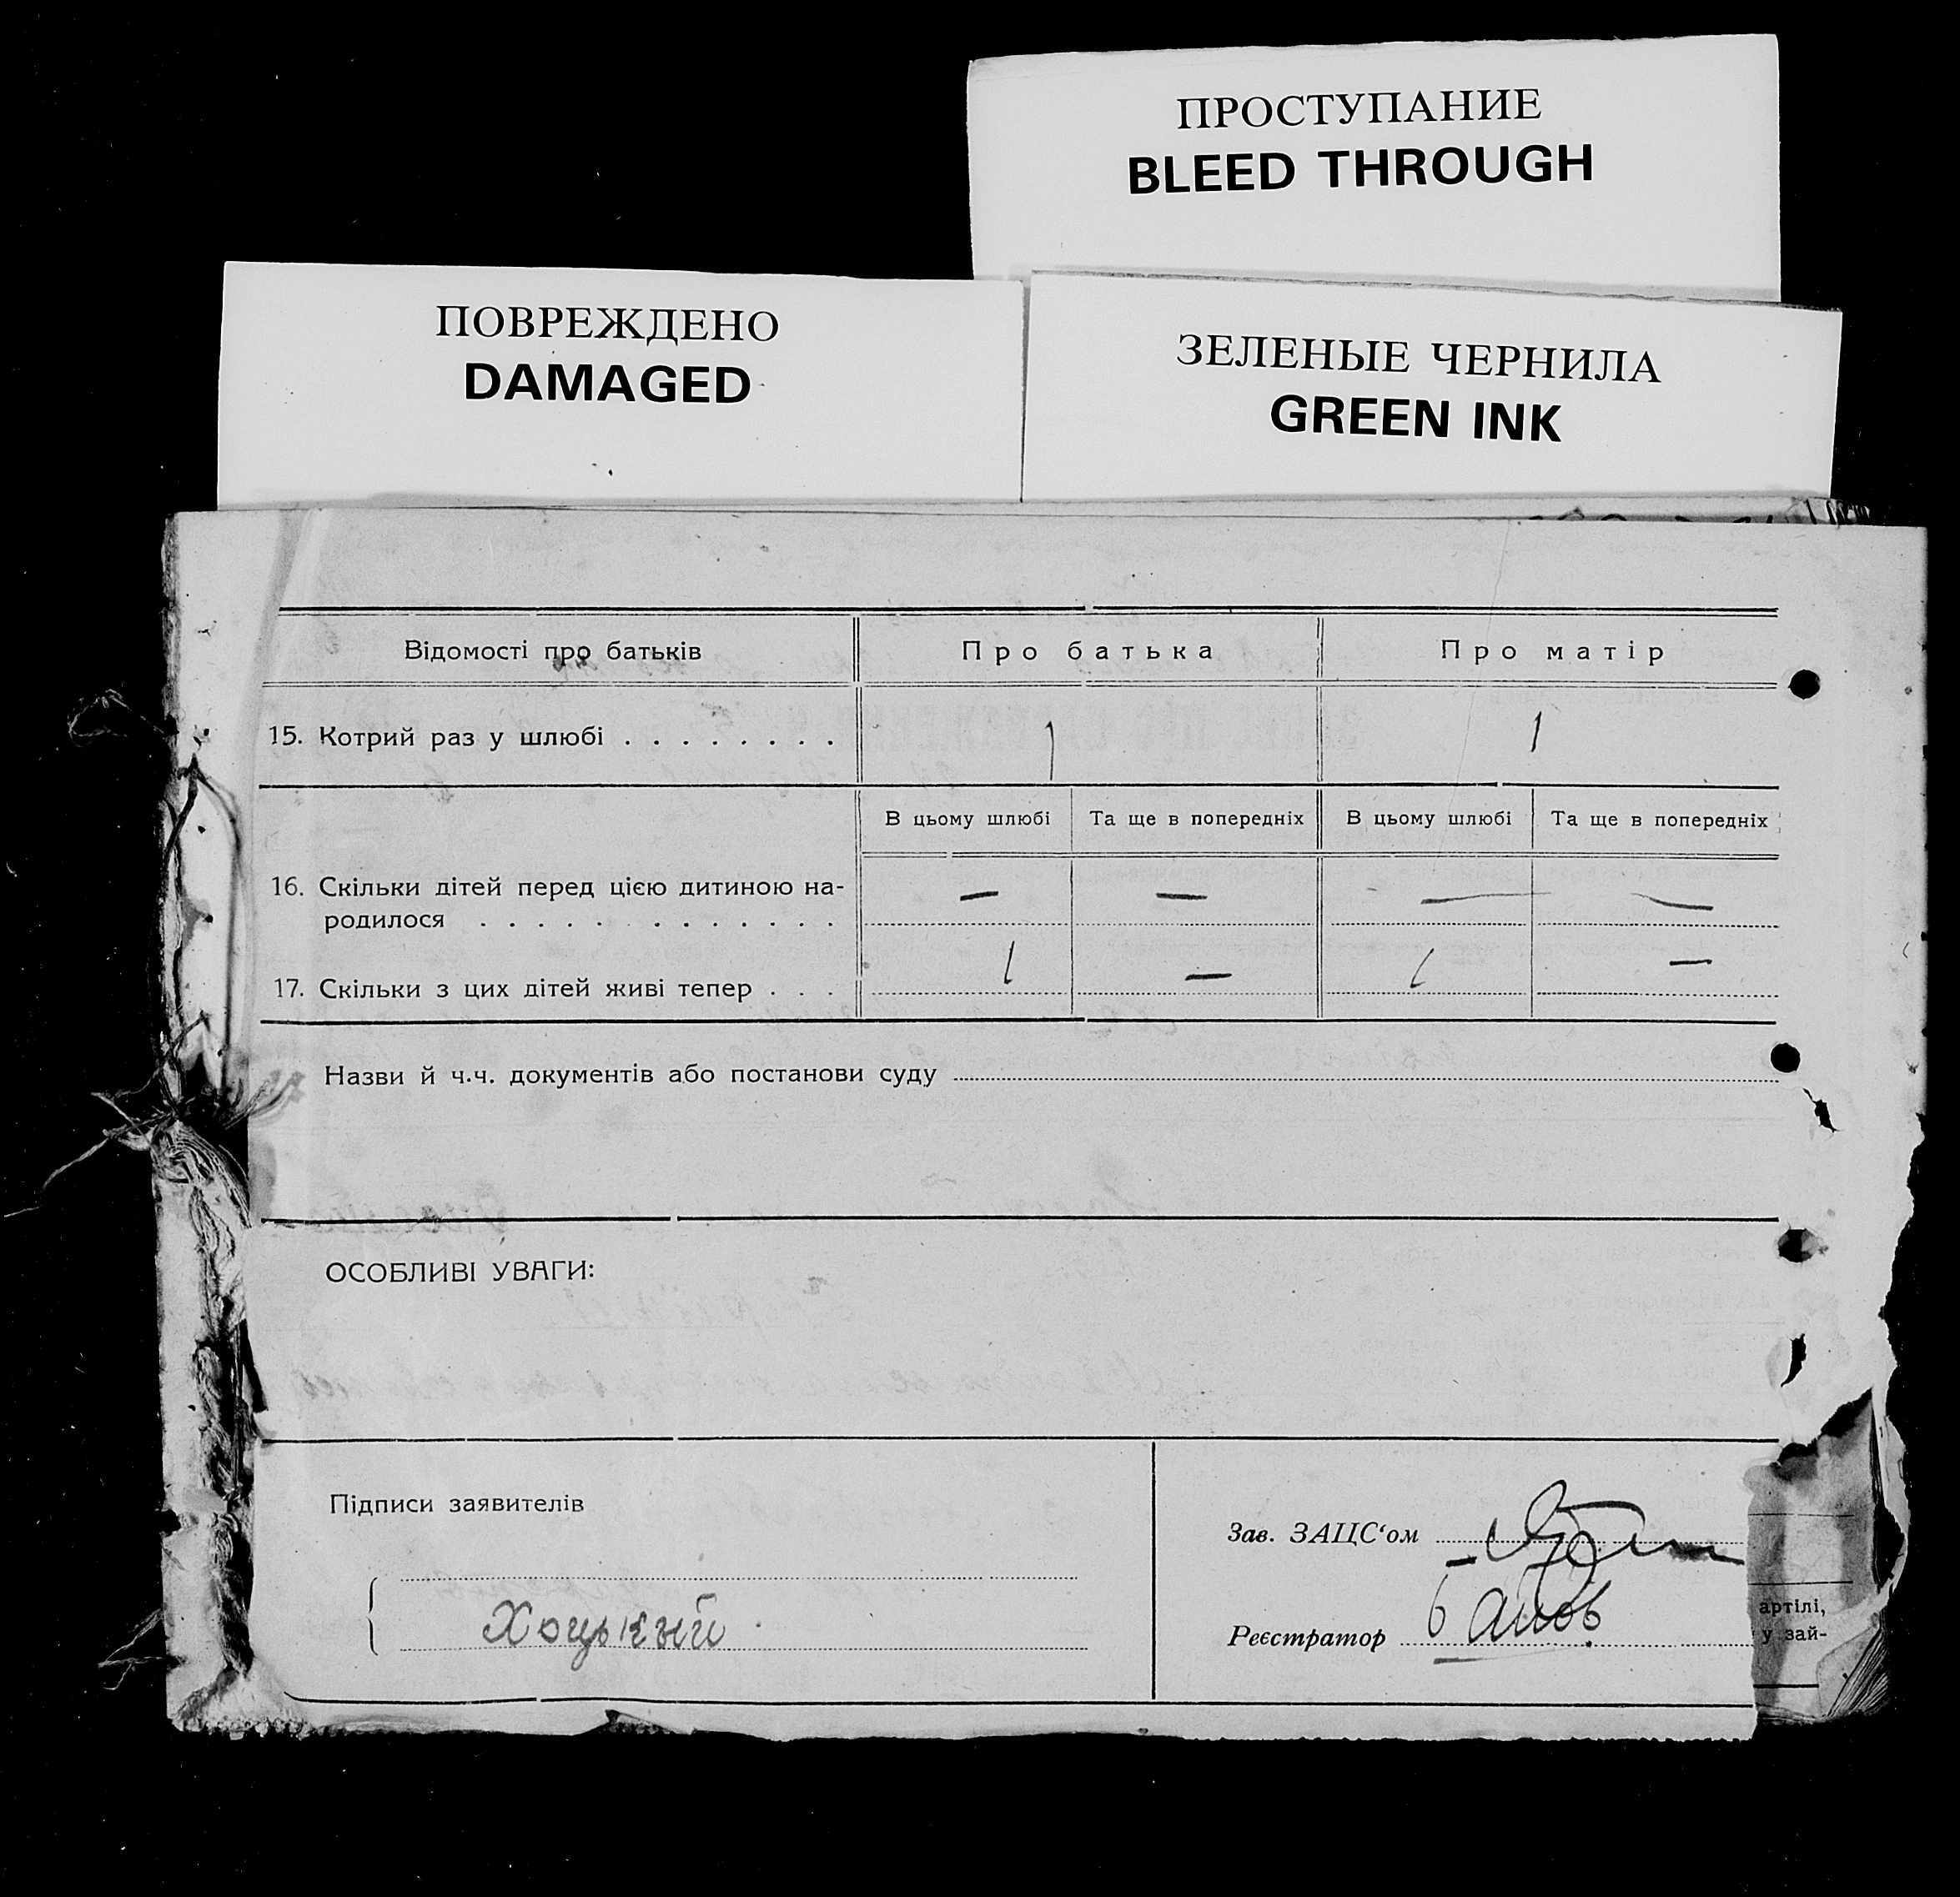 ПРОСТУПАНИЕ
BLEED THROUGH
ПОВРЕЖДЕНО
DAMAGED
ЗЕЛЕНЫЕ ЧЕРНИЛА
GREEN INK
Відомості про батьків Про батька Про матір
15. Котрий раз у шлюбі . . . . . . . . 1 1
В цьому шлюбі Та ще в попередніх В цьому шлюбі Та ще в попередніх
16. Скільки дітей перед цією дитиною на-
родилося . . . . . . . . . . . . . — — — —
17. Скільки з цих дітей живі тепер . . . 1 — 1 —
Назви й ч.ч. документів або постанови суду
ОСОБЛИВІ УВАГИ:
Підписи заявителів
Зав. ЗАЦС‘ом
Хоцький
Реєстратор
артілі,
у зай-